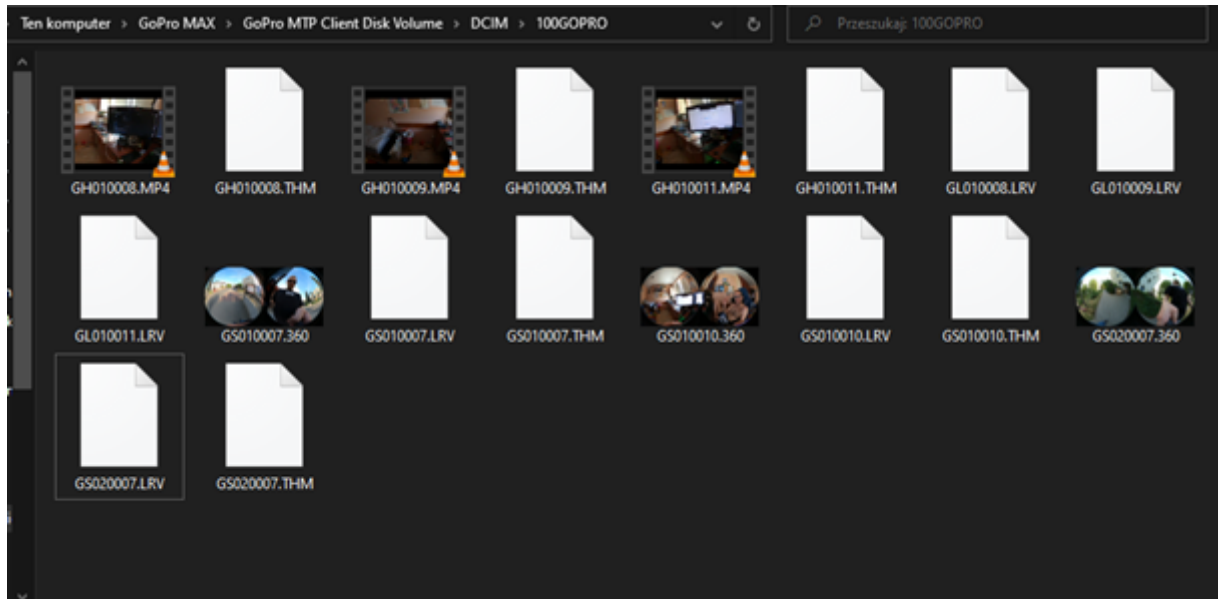 Ten komputer > GoPro MAX > GoPro MTP Client Disk Volume > DCIM > 100GOPRO
Przeszukaj: 100GOPRO
GH010008.MP4 GH010008.THM GH010009.MP4 GH010009.THM GH010011.MP4 GH010011.THM GL010008.LRV GL010009.LRV
GL010011.LRV GS010007.360 GS010007.LRV GS010007.THM GS010010.360 GS010010.LRV GS010010.THM GS020007.360
GS020007.LRV GS020007.THM